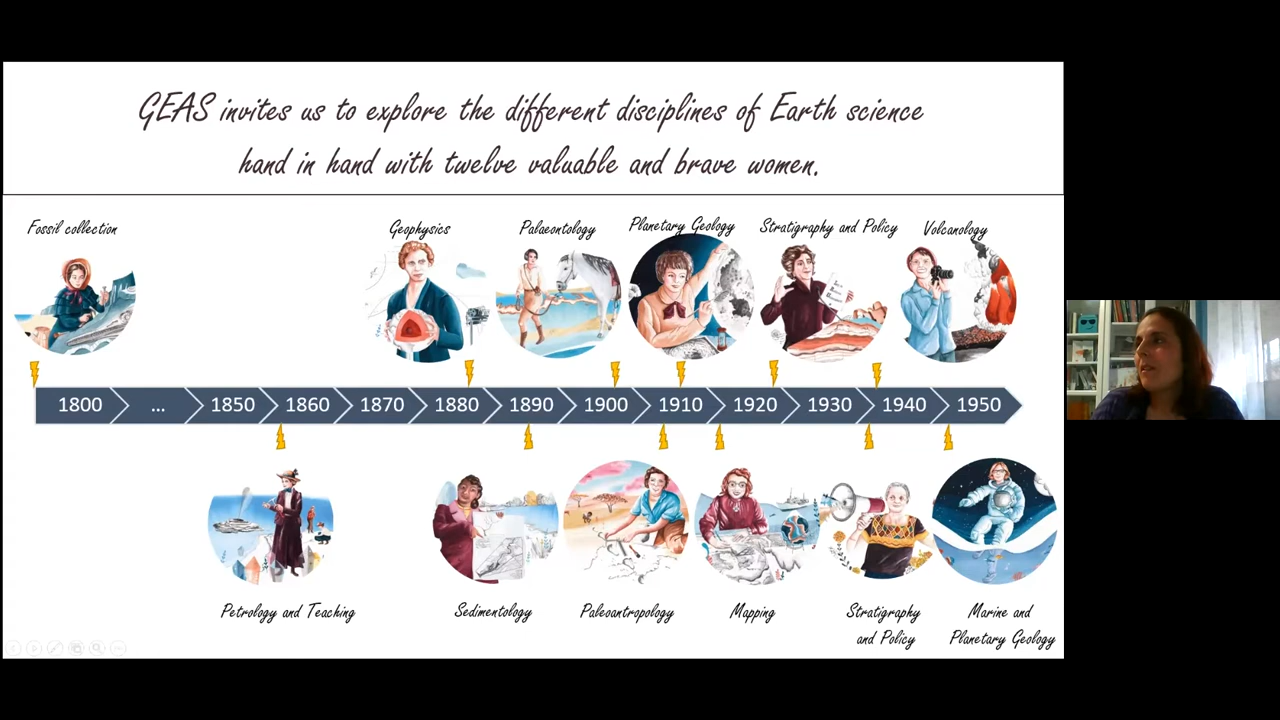 GEAS invites us to explore the different disciplines of Earth science
hand in hand with twelve valuable and brave women.
Fossil collection
Geophysics
Palaeontology
Planetary Geology
Stratigraphy and Policy
Volcanology
1800
...
1850
1860
1870
1880
1890
1900
1910
1920
1930
1940
1950
Petrology and Teaching
Sedimentology
Paleoantropology
Mapping
Stratigraphy
and Policy
Marine and
Planetary Geology